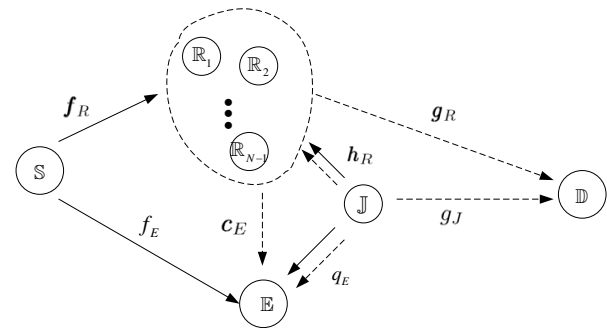 ℝ₁
ℝ₂
f_R
g_R
ℝ_{N-1}
h_R
𝕊
𝕁
𝔻
g_J
f_E
c_E
q_E
𝔼